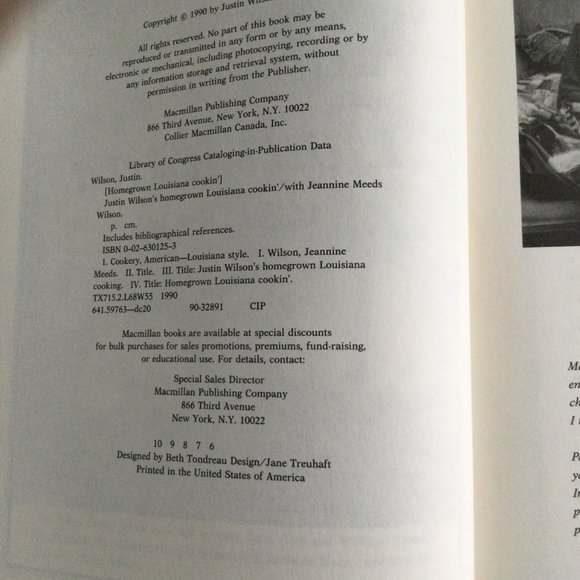 Copyright © 1990 by Justin Wilson
All rights reserved. No part of this book may be
reproduced or transmitted in any form or by any means,
electronic or mechanical, including photocopying, recording or by
any information storage and retrieval system, without
permission in writing from the Publisher.
Macmillan Publishing Company
866 Third Avenue, New York, N.Y. 10022
Collier Macmillan Canada, Inc.
Library of Congress Cataloging-in-Publication Data
Wilson, Justin.
[Homegrown Louisiana cookin']
Justin Wilson's homegrown Louisiana cookin'/with Jeannine Meeds
Wilson.
p. cm.
Includes bibliographical references.
ISBN 0-02-630125-3
1. Cookery, American—Louisiana style. I. Wilson, Jeannine
Meeds. II. Title. III. Title: Justin Wilson's homegrown Louisiana
cooking. IV. Title: Homegrown Louisiana cookin'.
TX715.2.L68W55 1990
641.59763—dc20 90-32891 CIP
Macmillan books are available at special discounts
for bulk purchases for sales promotions, premiums, fund-raising,
or educational use. For details, contact:
Special Sales Director
Macmillan Publishing Company
866 Third Avenue
New York, N.Y. 10022
10 9 8 7 6
Designed by Beth Tondreau Design/Jane Treuhaft
Printed in the United States of America